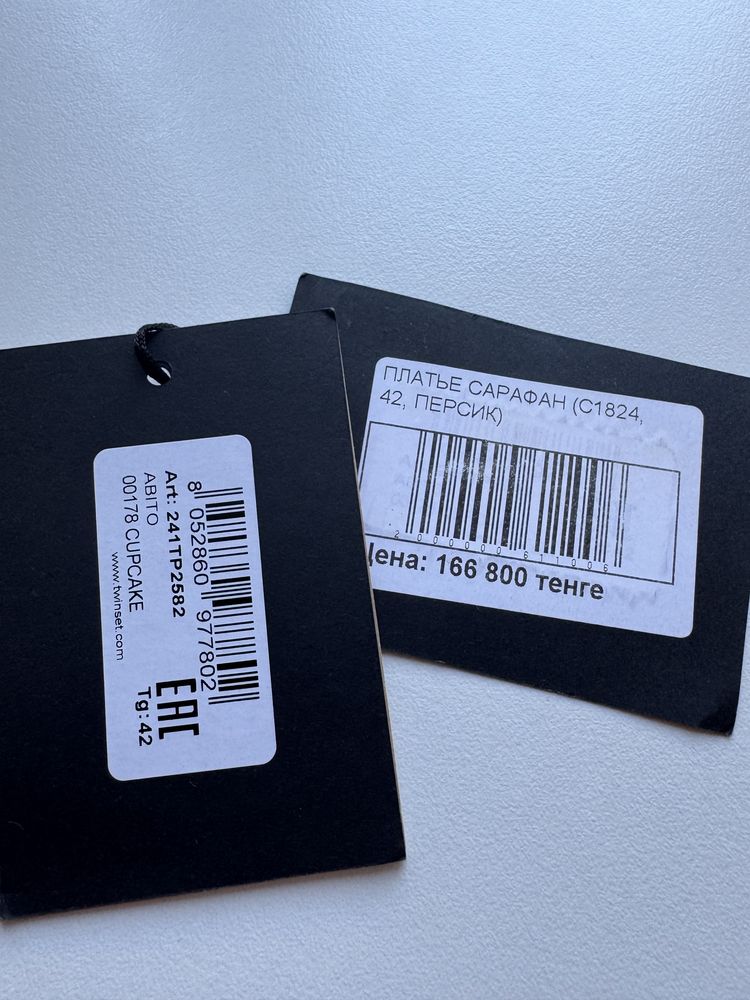 8 052860 977802
Art: 241TP2582
ABITO
00178 CUPCAKE
www.twinset.com
EAC
Tg: 42
ПЛАТЬЕ САРАФАН (С1824,
42, ПЕРСИК)
2000000611006
Цена: 166 800 тенге